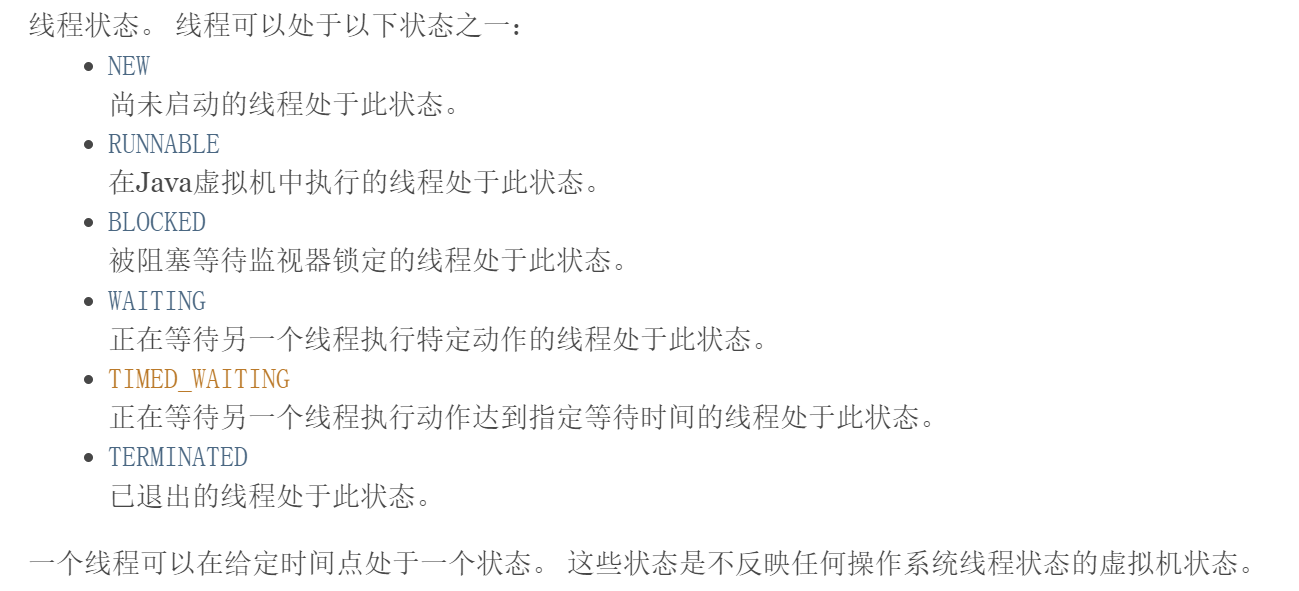 线程状态。 线程可以处于以下状态之一：
• NEW
尚未启动的线程处于此状态。
• RUNNABLE
在Java虚拟机中执行的线程处于此状态。
• BLOCKED
被阻塞等待监视器锁定的线程处于此状态。
• WAITING
正在等待另一个线程执行特定动作的线程处于此状态。
• TIMED_WAITING
正在等待另一个线程执行动作达到指定等待时间的线程处于此状态。
• TERMINATED
已退出的线程处于此状态。
一个线程可以在给定时间点处于一个状态。 这些状态是不反映任何操作系统线程状态的虚拟机状态。